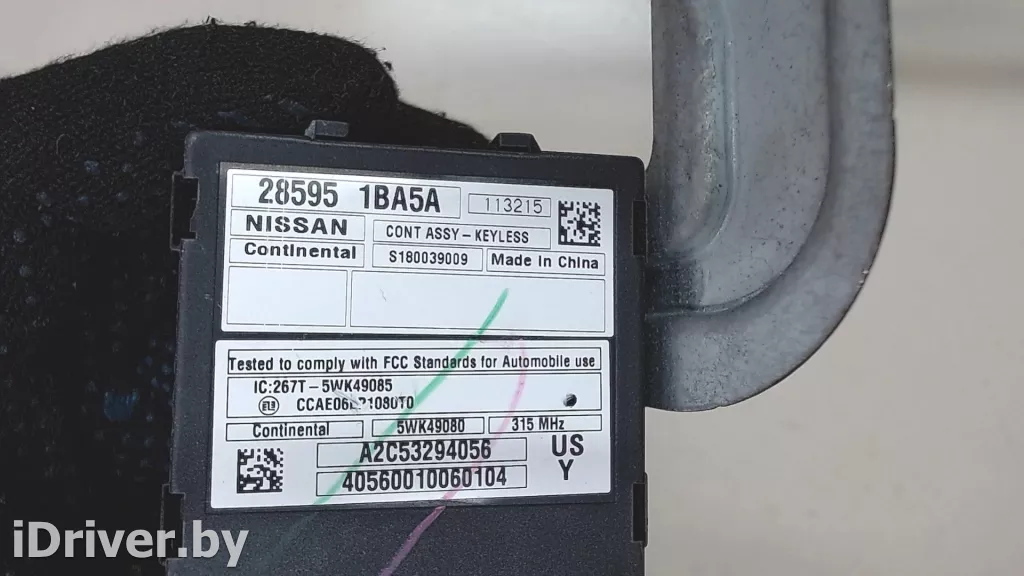 28595 1BA5A 113215
NISSAN CONT ASSY-KEYLESS
Continental S180039009 Made in China
Tested to comply with FCC Standards for Automobile use
IC:267T-5WK49085
Continental 5WK49080 315 MHz
A2C53294056 US
40560010060104 Y
iDriver.by